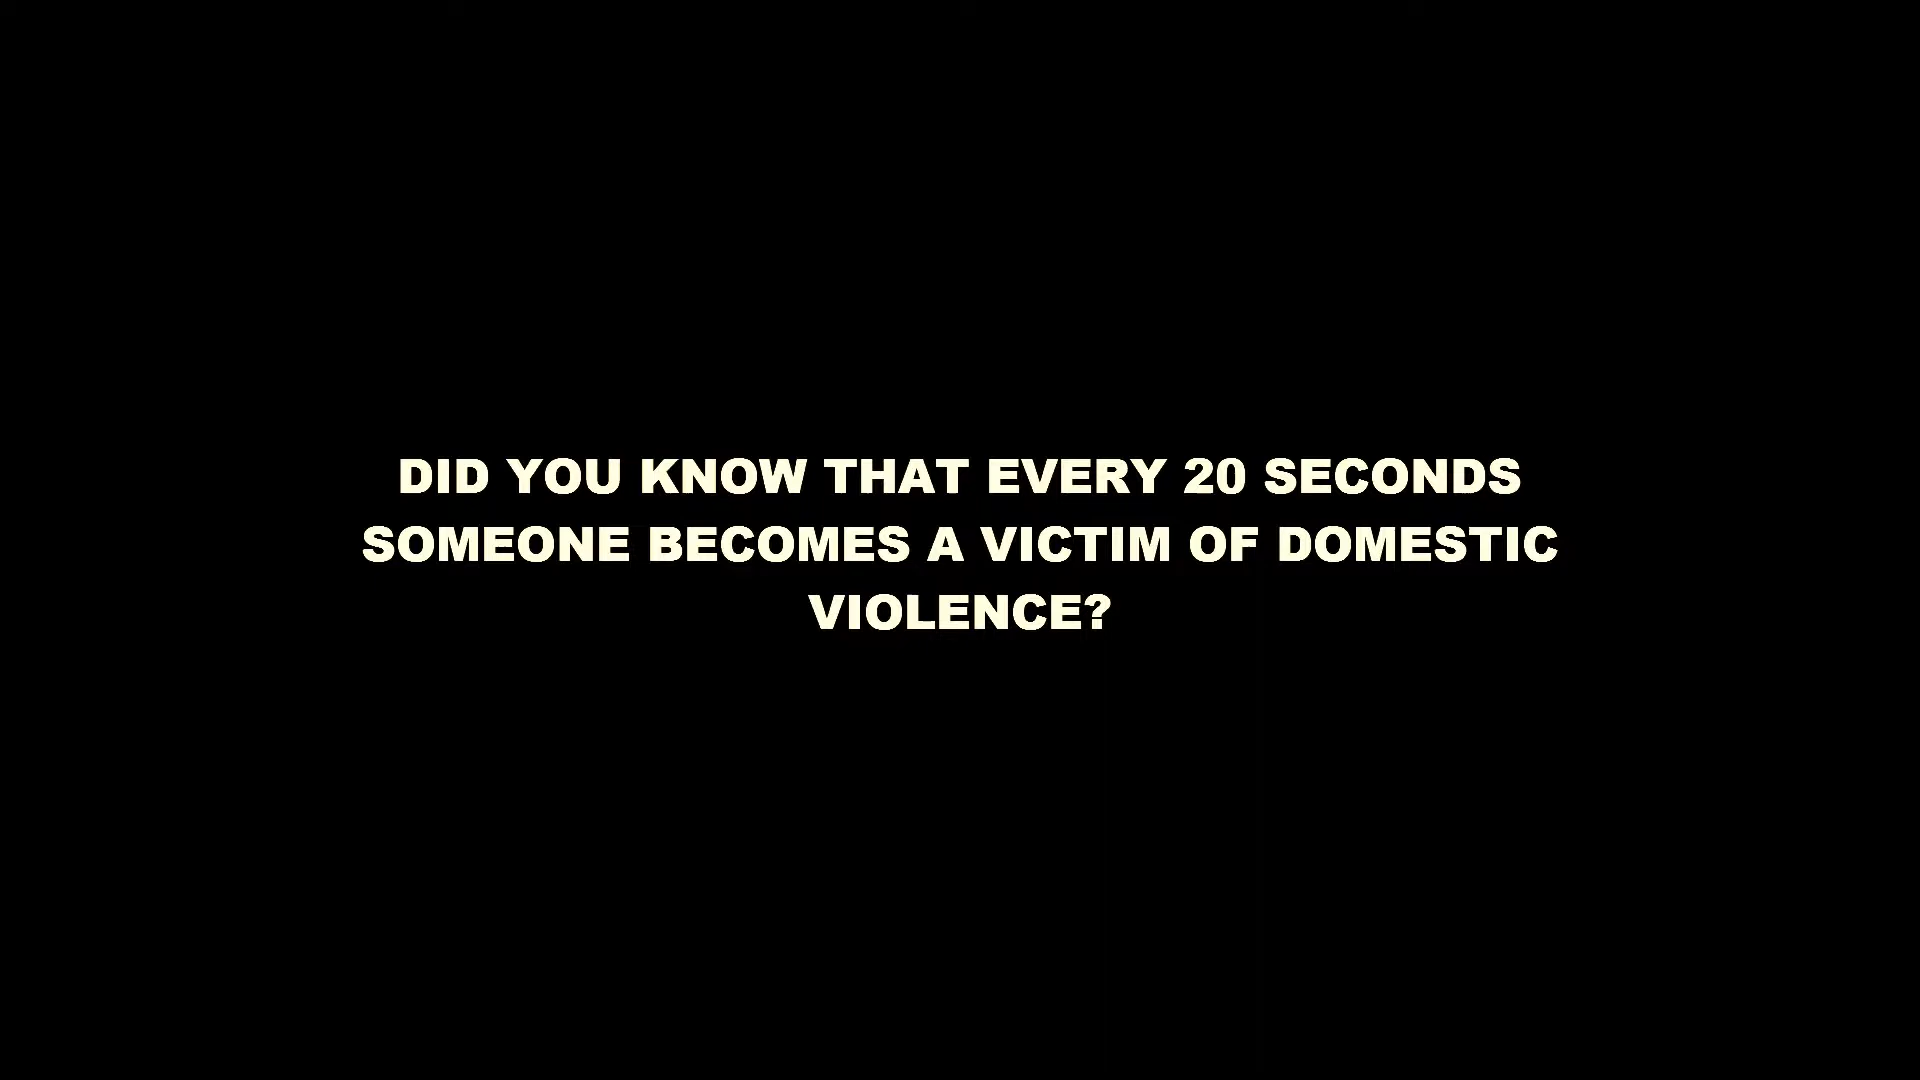 DID YOU KNOW THAT EVERY 20 SECONDS
SOMEONE BECOMES A VICTIM OF DOMESTIC
VIOLENCE?